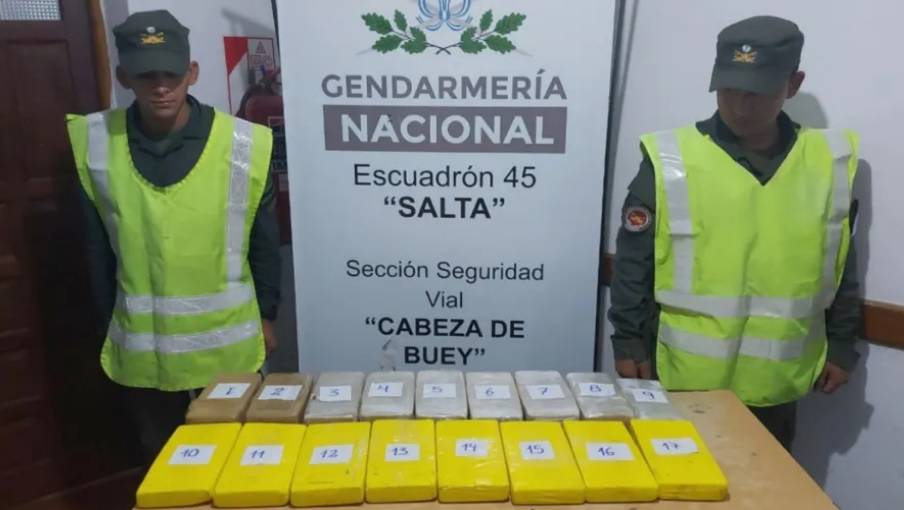 GENDARMERÍA
NACIONAL
Escuadrón 45
“SALTA”
Sección Seguridad
Vial
“CABEZA DE
BUEY”
1 2 3 4 5 6 7 8 9
10 11 12 13 14 15 16 17